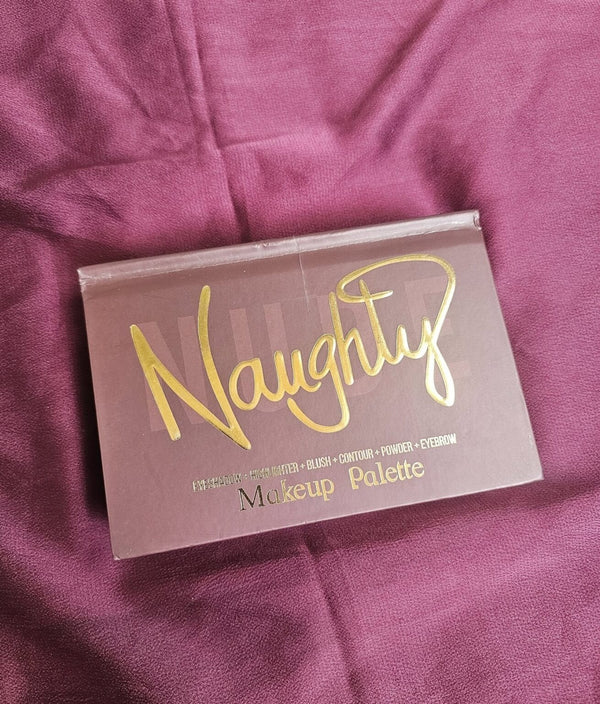 NUDE
Naughty
EYESHADOW + HIGHLIGHTER + BLUSH + CONTOUR + POWDER + EYEBROW
Makeup Palette